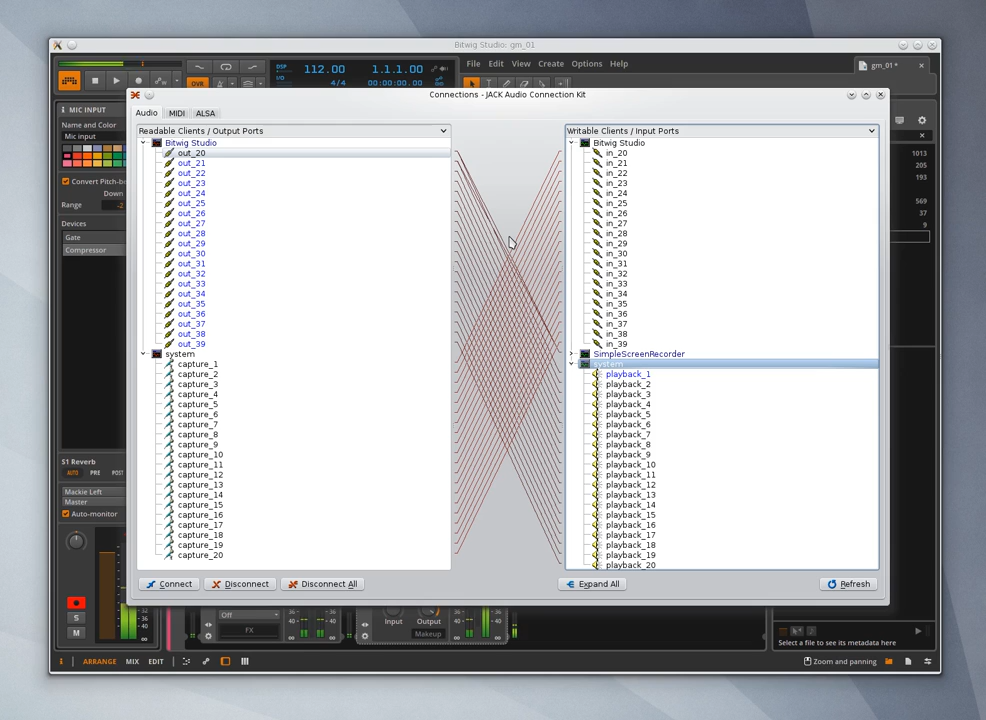 Bitwig Studio: gm_01
DSP
I/O
112.00
4/4
1.1.1.00
00:00:00.00
OVR
File Edit View Create Options Help
gm_01 *
Connections - JACK Audio Connection Kit
Audio MIDI ALSA
MIC INPUT
Name and Color
Mic input
Convert Pitch-b
Down
Range -2
Devices
Gate
Compressor
S1 Reverb
AUTO PRE POST
Mackie Left
Master
Auto-monitor
S
M
Readable Clients / Output Ports
Bitwig Studio
out_20
out_21
out_22
out_23
out_24
out_25
out_26
out_27
out_28
out_29
out_30
out_31
out_32
out_33
out_34
out_35
out_36
out_37
out_38
out_39
system
capture_1
capture_2
capture_3
capture_4
capture_5
capture_6
capture_7
capture_8
capture_9
capture_10
capture_11
capture_12
capture_13
capture_14
capture_15
capture_16
capture_17
capture_18
capture_19
capture_20
Writable Clients / Input Ports
Bitwig Studio
in_20
in_21
in_22
in_23
in_24
in_25
in_26
in_27
in_28
in_29
in_30
in_31
in_32
in_33
in_34
in_35
in_36
in_37
in_38
in_39
SimpleScreenRecorder
system
playback_1
playback_2
playback_3
playback_4
playback_5
playback_6
playback_7
playback_8
playback_9
playback_10
playback_11
playback_12
playback_13
playback_14
playback_15
playback_16
playback_17
playback_18
playback_19
playback_20
Connect Disconnect Disconnect All Expand All Refresh
1013
205
193
569
37
9
Off
FX
Input Output
Makeup
Select a file to see its metadata here
ARRANGE MIX EDIT
Zoom and panning